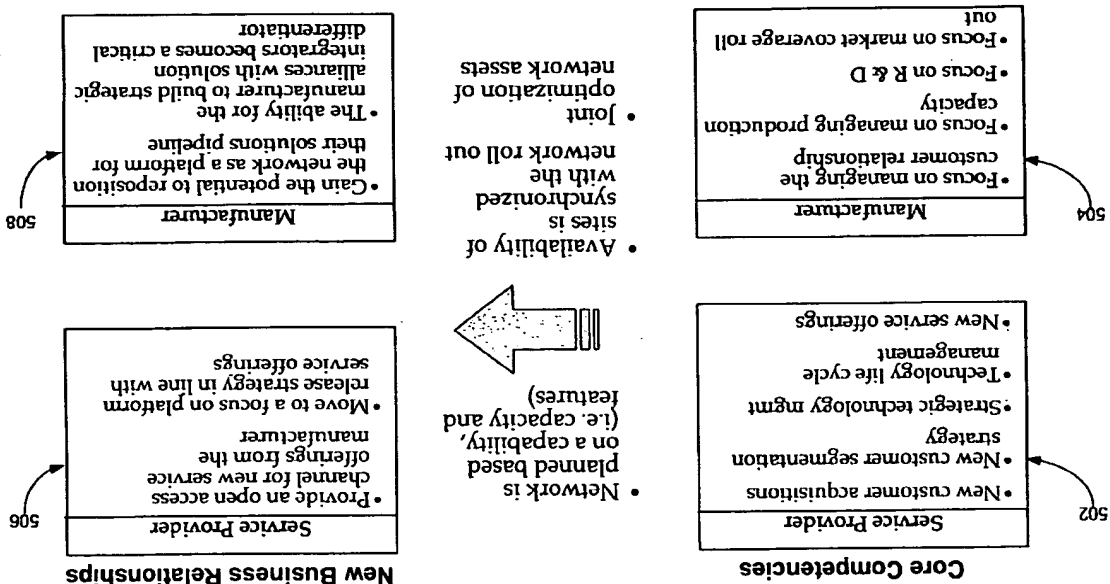 Core Competencies
Service Provider
•New customer acquisitions
•New customer segmentation
strategy
•Strategic technology mgmt
•Technology life cycle
management
•New service offerings
502
Manufacturer
•Focus on managing the
customer relationship
•Focus on managing production
capacity
•Focus on R & D
•Focus on market coverage roll
out
504
• Network is
planned based
on a capability,
(i.e. capacity and
features)
• Availability of
sites is
synchronized
with the
network roll out
• Joint
optimization of
network assets
New Business Relationships
Service Provider
•Provide an open access
channel for new service
offerings from the
manufacturer
•Move to a focus on platform
release strategy in line with
service offerings
506
Manufacturer
•Gain the potential to reposition
the network as a platform for
their solutions pipeline
•The ability for the
manufacturer to build strategic
alliances with solution
integrators becomes a critical
differentiator
508